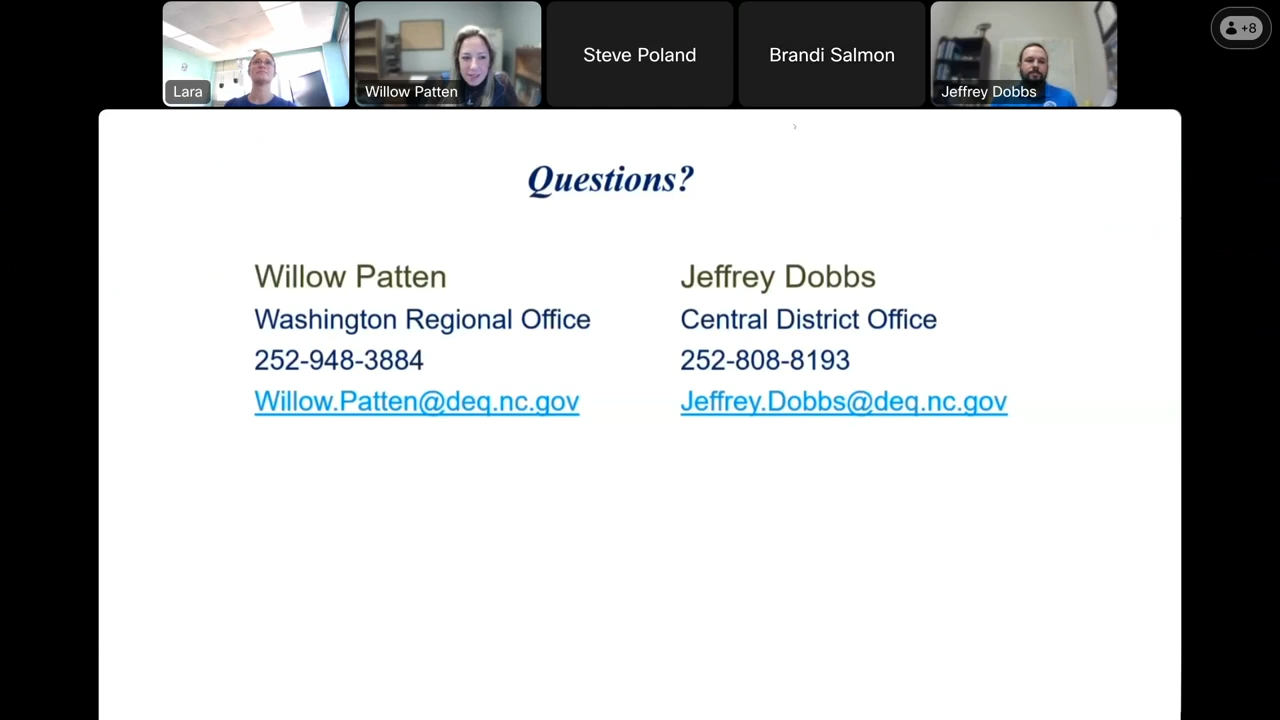 Lara
Willow Patten
Steve Poland
Brandi Salmon
Jeffrey Dobbs
+8
Questions?
Willow Patten
Washington Regional Office
252-948-3884
Willow.Patten@deq.nc.gov
Jeffrey Dobbs
Central District Office
252-808-8193
Jeffrey.Dobbs@deq.nc.gov